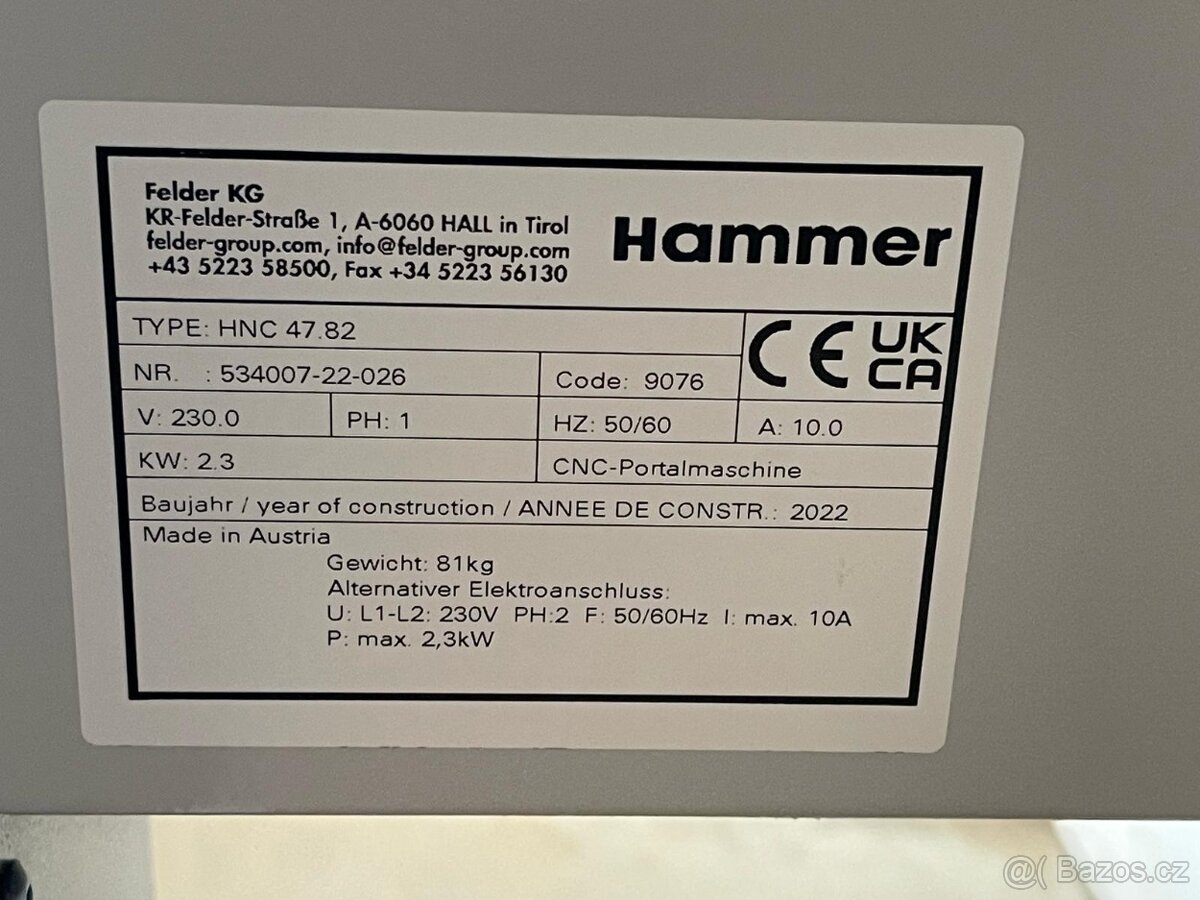 Felder KG
KR-Felder-Straße 1, A-6060 HALL in Tirol
felder-group.com, info@felder-group.com
+43 5223 58500, Fax +34 5223 56130
Hammer
TYPE: HNC 47.82
CE UK CA
NR. : 534007-22-026 Code: 9076
V: 230.0 PH: 1 HZ: 50/60 A: 10.0
KW: 2.3 CNC-Portalmaschine
Baujahr / year of construction / ANNEE DE CONSTR.: 2022
Made in Austria
Gewicht: 81kg
Alternativer Elektroanschluss:
U: L1-L2: 230V PH:2 F: 50/60Hz I: max. 10A
P: max. 2,3kW
@( Bazos.cz